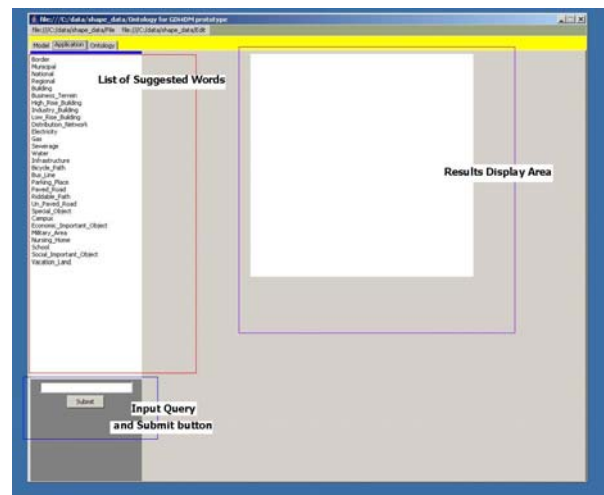 file:///C:/data/shape_data/Ontology for GDI4DM prototype
file:///C:/data/shape_data/File file:///C:/data/shape_data/Edit
Model Application Ontology
Border
Municipal
National
Regional
Building
Business_Terrein
High_Rise_Building
Industry_Building
Low_Rise_Building
Distribution_Network
Electricity
Gas
Sewerage
Water
Infrastructure
Bicycle_Path
Bus_Line
Parking_Place
Paved_Road
Riddable_Path
Un_Paved_Road
Special_Object
Campus
Economic_Important_Object
Military_Area
Nursing_Home
School
Social_Important_Object
Vacation_Land
List of Suggested Words
Results Display Area
Submit
Input Query
and Submit button